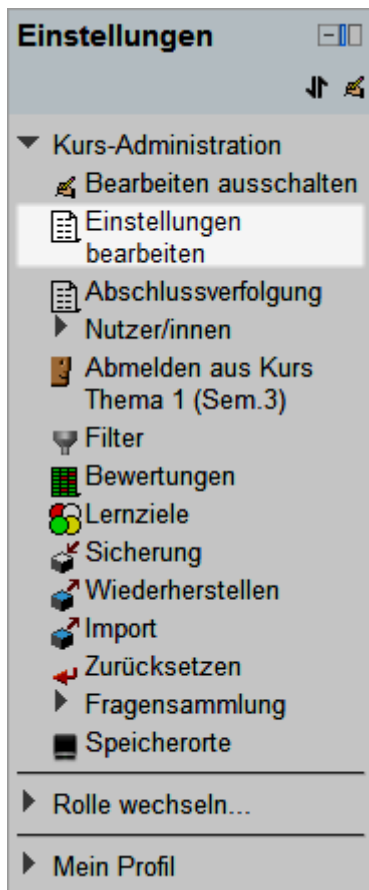 Einstellungen
Kurs-Administration
Bearbeiten ausschalten
Einstellungen
bearbeiten
Abschlussverfolgung
Nutzer/innen
Abmelden aus Kurs
Thema 1 (Sem.3)
Filter
Bewertungen
Lernziele
Sicherung
Wiederherstellen
Import
Zurücksetzen
Fragensammlung
Speicherorte
Rolle wechseln...
Mein Profil